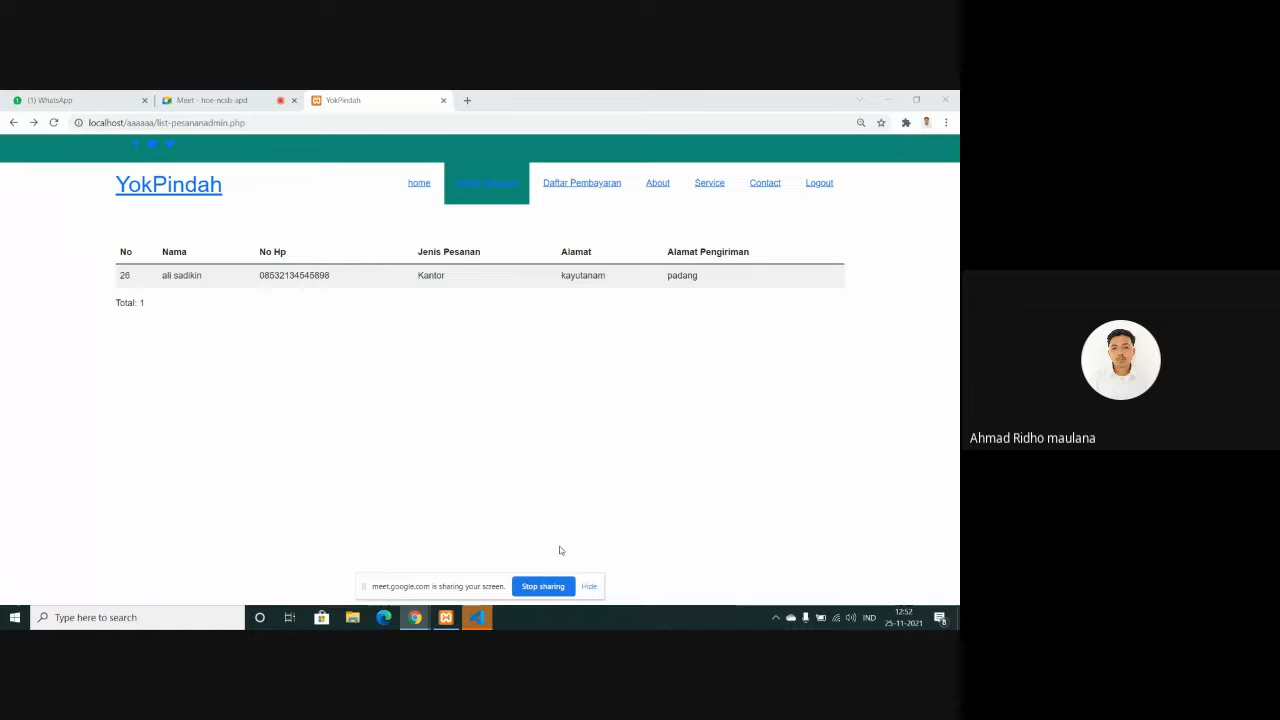 (1) WhatsApp
Meet - hoe-ncsb-apd
YokPindah
localhost/aaaaaa/list-pesananadmin.php
YokPindah
home
Daftar Pembayaran
About
Service
Contact
Logout
No Nama No Hp Jenis Pesanan Alamat Alamat Pengiriman
26 ali sadikin 08532134545898 Kantor kayutanam padang
Total: 1
Ahmad Ridho maulana
meet.google.com is sharing your screen. Stop sharing Hide
Type here to search
IND
12:52
25-11-2021